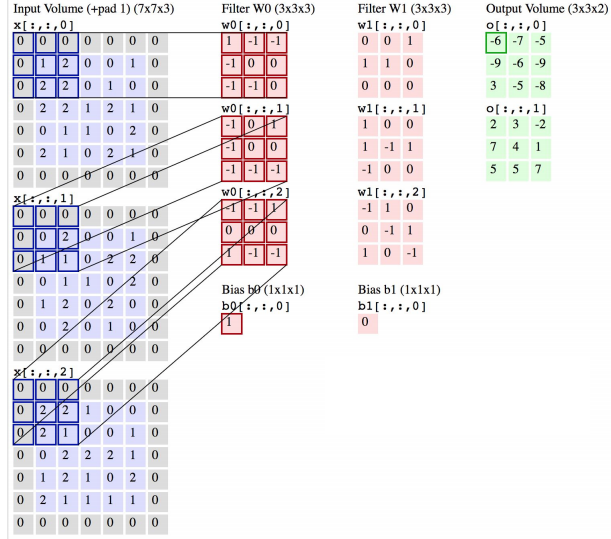 Input Volume (+pad 1) (7x7x3)
x[:,:,0]
0 0 0 0 0 0 0
0 1 2 0 0 1 0
0 2 2 0 1 0 0
0 2 2 1 2 1 0
0 0 1 1 0 2 0
0 2 1 0 2 1 0
0 0 0 0 0 0 0
x[:,:,1]
0 0 0 0 0 0 0
0 0 2 0 0 1 0
0 1 1 0 2 0 0
0 0 1 1 0 2 0
0 1 2 0 2 0 0
0 0 2 0 1 0 0
0 0 0 0 0 0 0
x[:,:,2]
0 0 0 0 0 0 0
0 2 2 1 0 0 0
0 2 1 0 0 1 0
0 0 2 2 2 1 0
0 1 2 1 0 2 0
0 2 1 1 1 1 0
0 0 0 0 0 0 0
Filter W0 (3x3x3)
w0[:,:,0]
1 -1 -1
-1 0 0
-1 -1 0
w0[:,:,1]
-1 0 1
-1 0 0
-1 -1 -1
w0[:,:,2]
-1 -1 1
0 0 0
1 -1 -1
Bias b0 (1x1x1)
b0[:,:,0]
1
Filter W1 (3x3x3)
w1[:,:,0]
0 0 1
1 1 0
0 0 0
w1[:,:,1]
1 0 0
1 -1 1
-1 0 0
w1[:,:,2]
-1 1 0
0 -1 1
1 0 -1
Bias b1 (1x1x1)
b1[:,:,0]
0
Output Volume (3x3x2)
o[:,:,0]
-6 -7 -5
-9 -6 -9
3 -5 -8
o[:,:,1]
2 3 -2
7 4 1
5 5 7